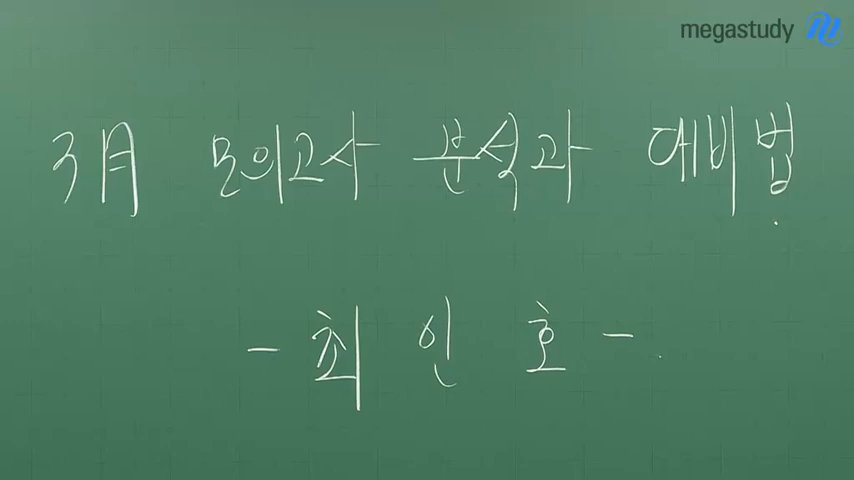 megastudy
3月 모의고사 분석과 대비법
- 최 인 호 -